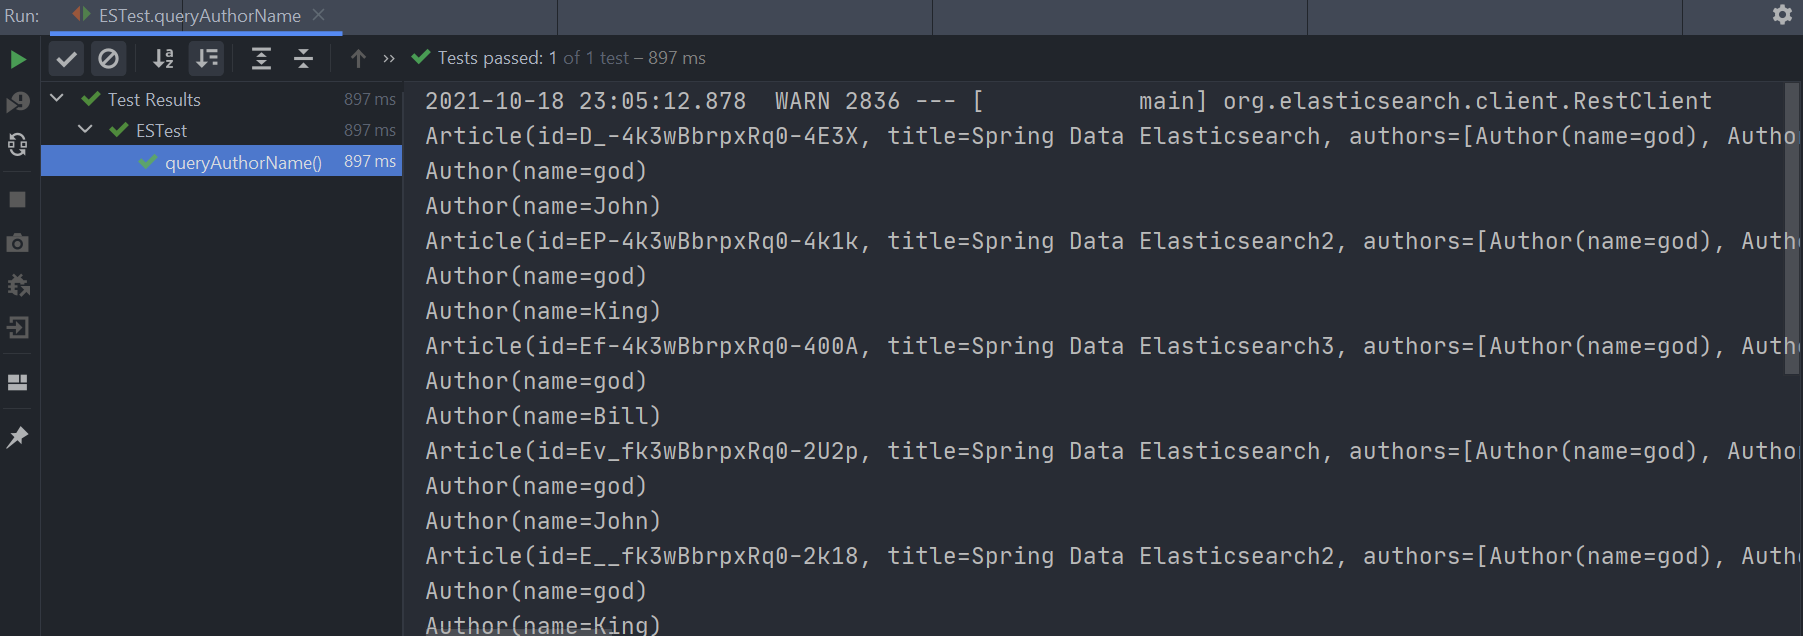 Run: ESTest.queryAuthorName
Tests passed: 1 of 1 test – 897 ms
Test Results 897 ms
ESTest 897 ms
queryAuthorName() 897 ms
2021-10-18 23:05:12.878  WARN 2836 --- [           main] org.elasticsearch.client.RestClient
Article(id=D_-4k3wBbrpxRq0-4E3X, title=Spring Data Elasticsearch, authors=[Author(name=god), Autho
Author(name=god)
Author(name=John)
Article(id=EP-4k3wBbrpxRq0-4k1k, title=Spring Data Elasticsearch2, authors=[Author(name=god), Auth
Author(name=god)
Author(name=King)
Article(id=Ef-4k3wBbrpxRq0-400A, title=Spring Data Elasticsearch3, authors=[Author(name=god), Auth
Author(name=god)
Author(name=Bill)
Article(id=Ev_fk3wBbrpxRq0-2U2p, title=Spring Data Elasticsearch, authors=[Author(name=god), Autho
Author(name=god)
Author(name=John)
Article(id=E__fk3wBbrpxRq0-2k18, title=Spring Data Elasticsearch2, authors=[Author(name=god), Auth
Author(name=god)
Author(name=King)